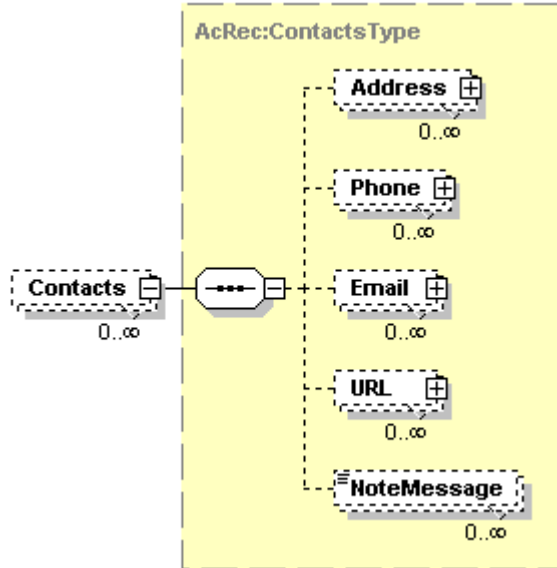 AcRec:ContactsType
Address
0..∞
Phone
0..∞
Contacts
0..∞
Email
0..∞
URL
0..∞
NoteMessage
0..∞